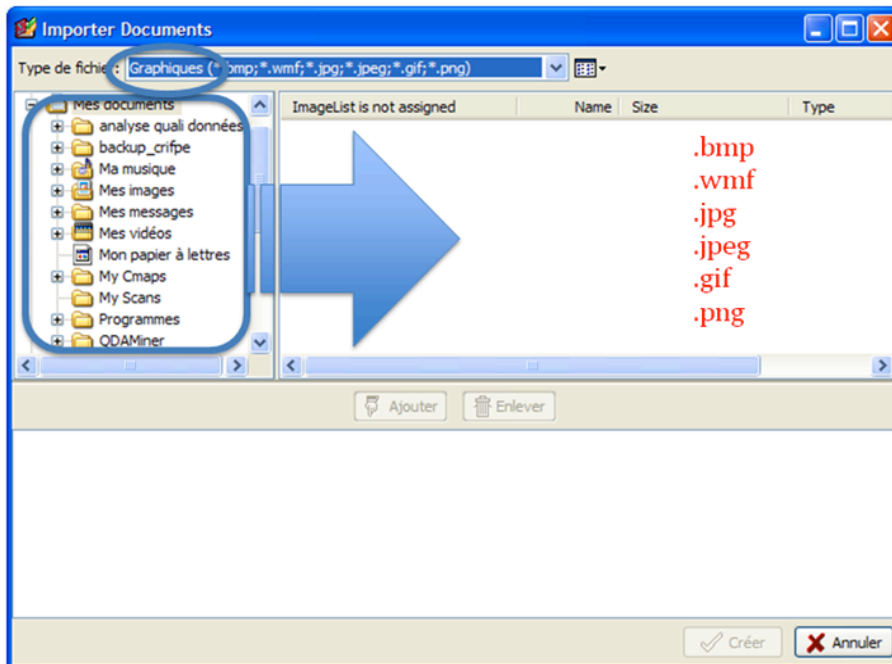 Importer Documents
Type de fichier : Graphiques (*.bmp;*.wmf;*.jpg;*.jpeg;*.gif;*.png)
Mes documents
analyse quali données
backup_crifpe
Ma musique
Mes images
Mes messages
Mes vidéos
Mon papier à lettres
My Cmaps
My Scans
Programmes
QDAMiner
ImageList is not assigned Name Size Type
.bmp
.wmf
.jpg
.jpeg
.gif
.png
Ajouter Enlever
Créer Annuler